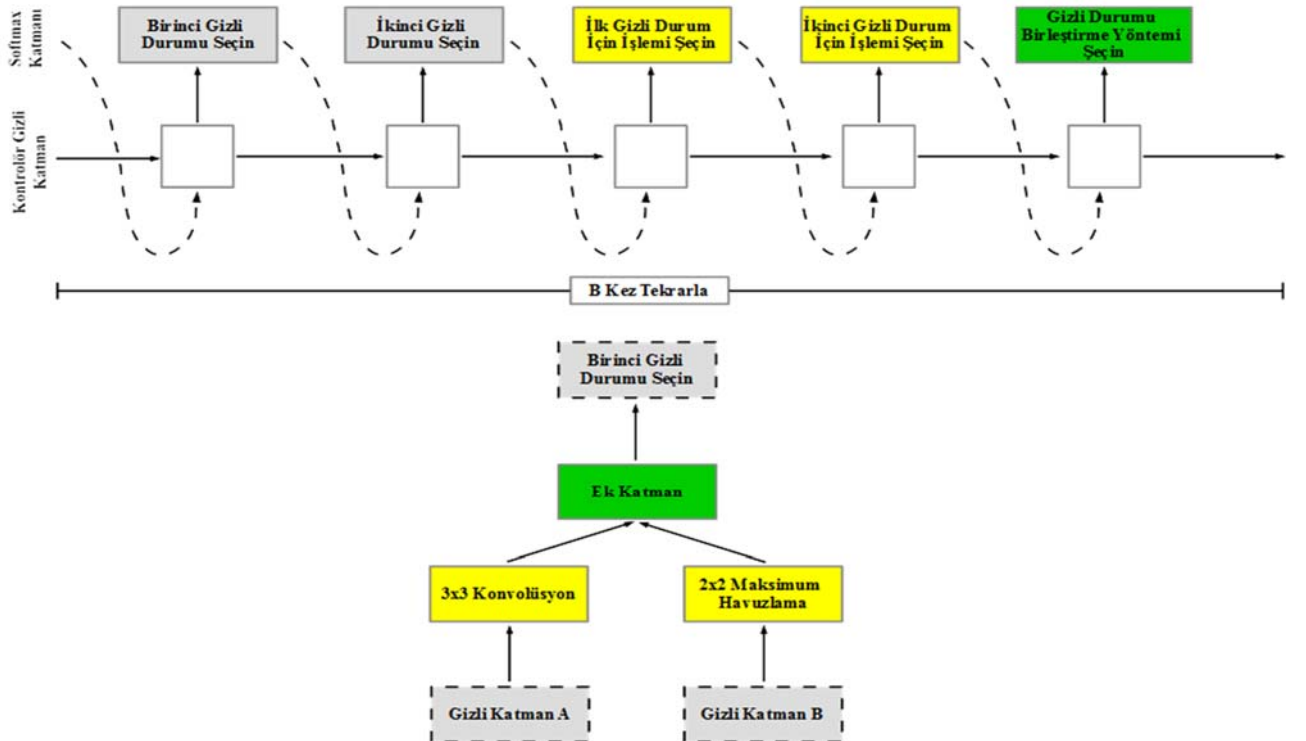 Softmax
Katmanı
Birinci Gizli
Durumu Seçin
İkinci Gizli
Durumu Seçin
İlk Gizli Durum
İçin İşlemi Seçin
İkinci Gizli Durum
İçin İşlemi Seçin
Gizli Durumu
Birleştirme Yöntemi
Seçin
Kontrolör Gizli
Katman
B Kez Tekrarla
Birinci Gizli
Durumu Seçin
Ek Katman
3x3 Konvolüsyon
2x2 Maksimum
Havuzlama
Gizli Katman A
Gizli Katman B